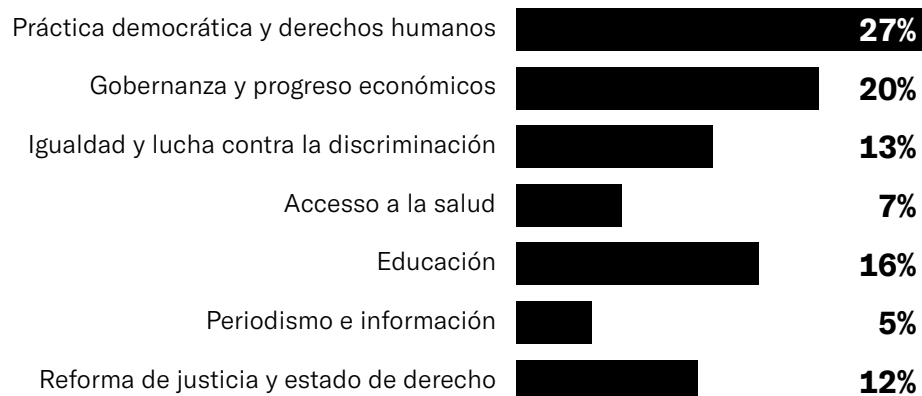 Práctica democrática y derechos humanos 27%
Gobernanza y progreso económicos 20%
Igualdad y lucha contra la discriminación 13%
Accesso a la salud 7%
Educación 16%
Periodismo e información 5%
Reforma de justicia y estado de derecho 12%